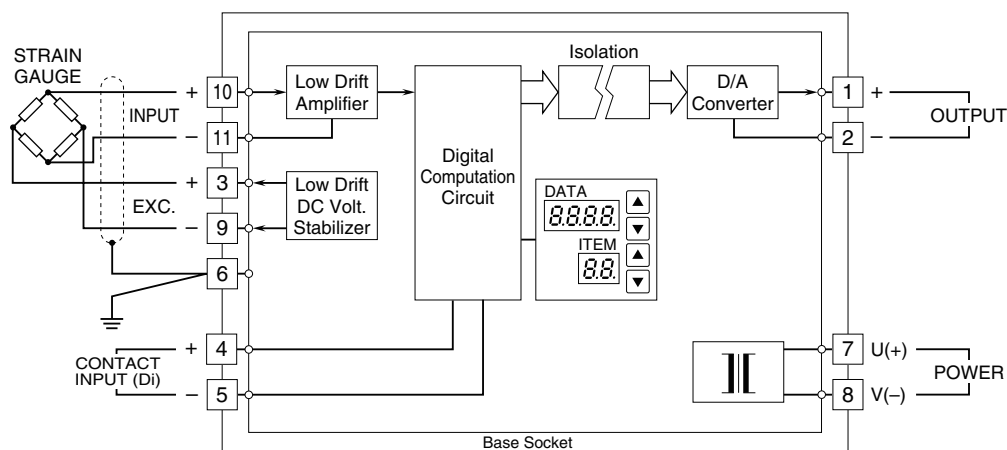 STRAIN
GAUGE
+ 10
INPUT
− 11
+ 3
EXC.
− 9
6
+ 4
CONTACT
INPUT (Di)
− 5
Low Drift
Amplifier
Low Drift
DC Volt.
Stabilizer
Digital
Computation
Circuit
Isolation
D/A
Converter
DATA
8.8.8.8.
ITEM
8.8.
1 +
OUTPUT
2 −
7 U(+)
POWER
8 V(–)
Base Socket